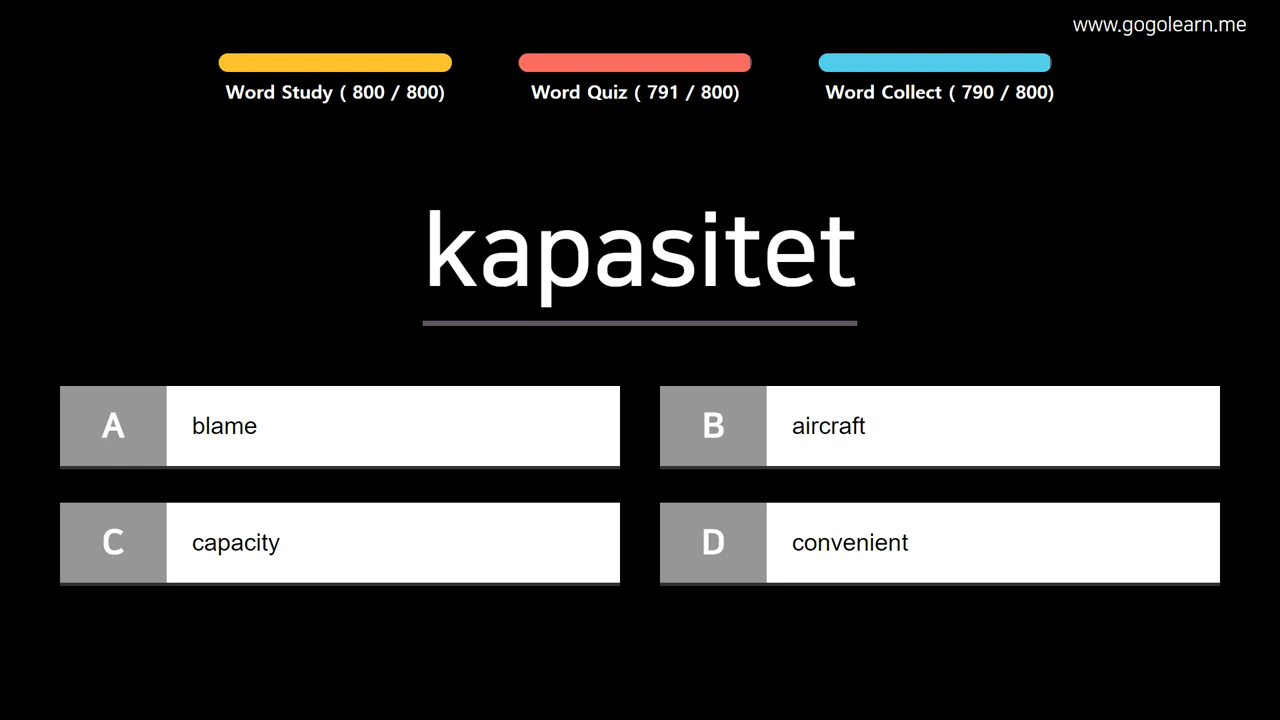 www.gogolearn.me
Word Study ( 800 / 800)
Word Quiz ( 791 / 800)
Word Collect ( 790 / 800)
kapasitet
A blame
B aircraft
C capacity
D convenient